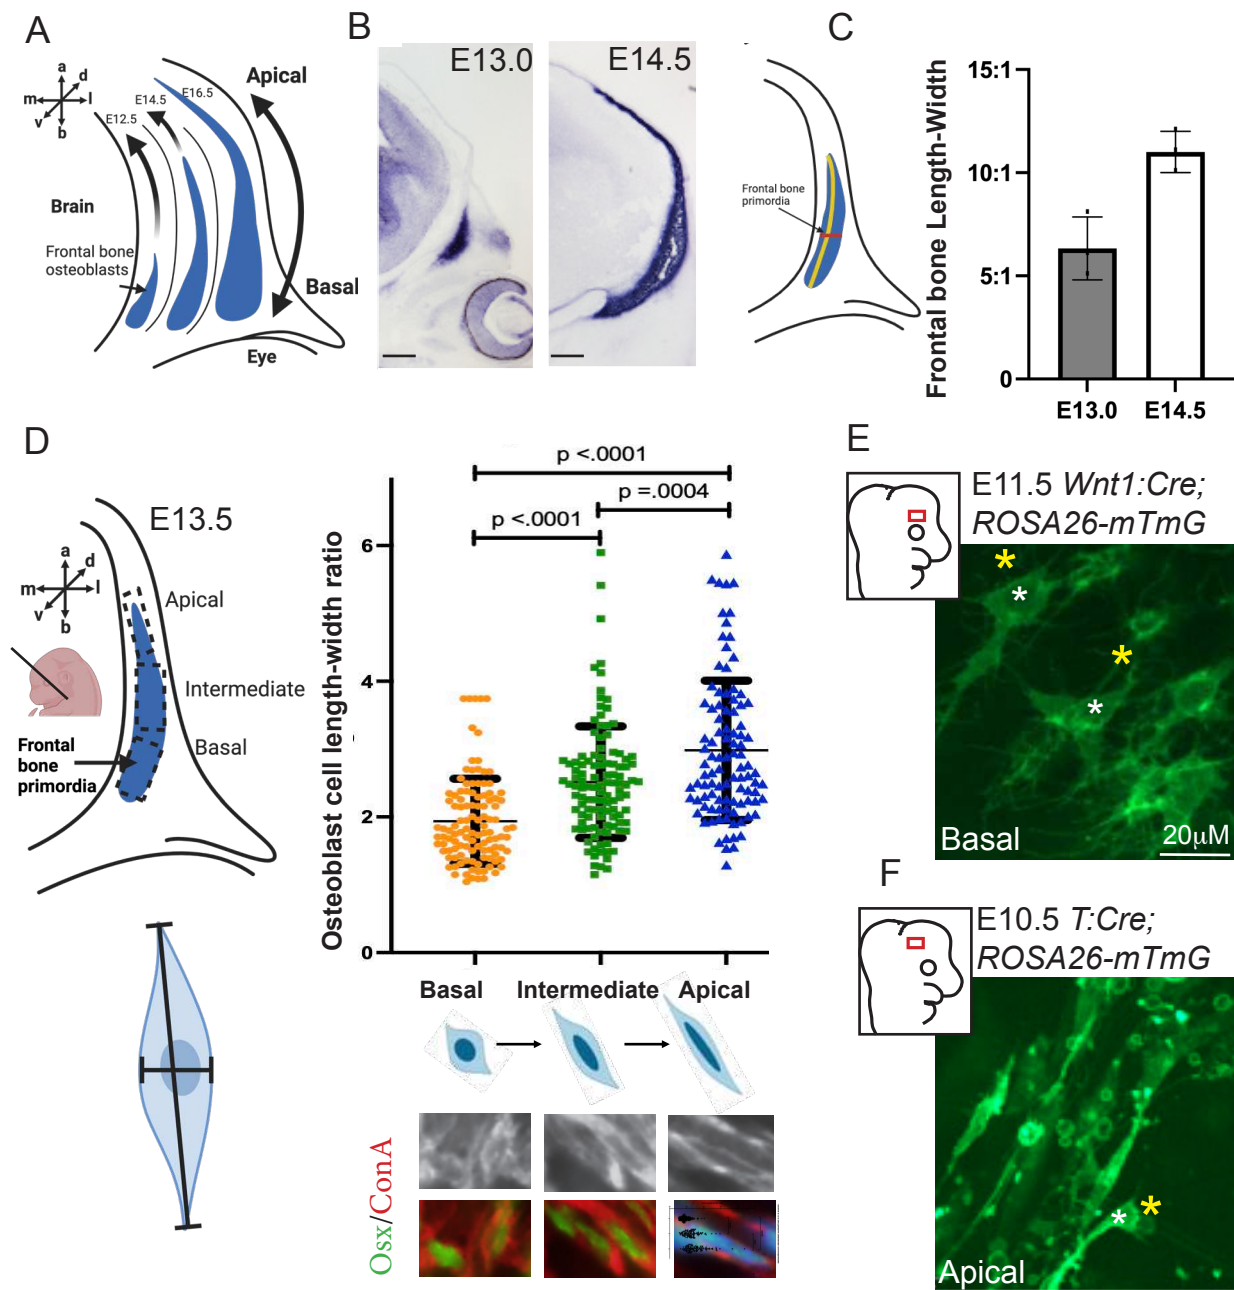 A
a
d
m
l
v
b
E12.5
E14.5
E16.5
Apical
Brain
Frontal bone
osteoblasts
Basal
Eye
B
E13.0
E14.5
Frontal bone
primordia
C
Frontal bone Length-Width
15:1
10:1
5:1
0
E13.0
E14.5
D
E13.5
a
d
m
l
v
b
Apical
Intermediate
Basal
Frontal
bone
primordia
Osteoblast cell length-width ratio
p <.0001
p =.0004
p <.0001
6
4
2
0
Basal
Intermediate
Apical
Osx/ConA
E
E11.5 Wnt1:Cre;
ROSA26-mTmG
*
*
*
*
Basal
20μM
F
E10.5 T:Cre;
ROSA26-mTmG
*
*
Apical